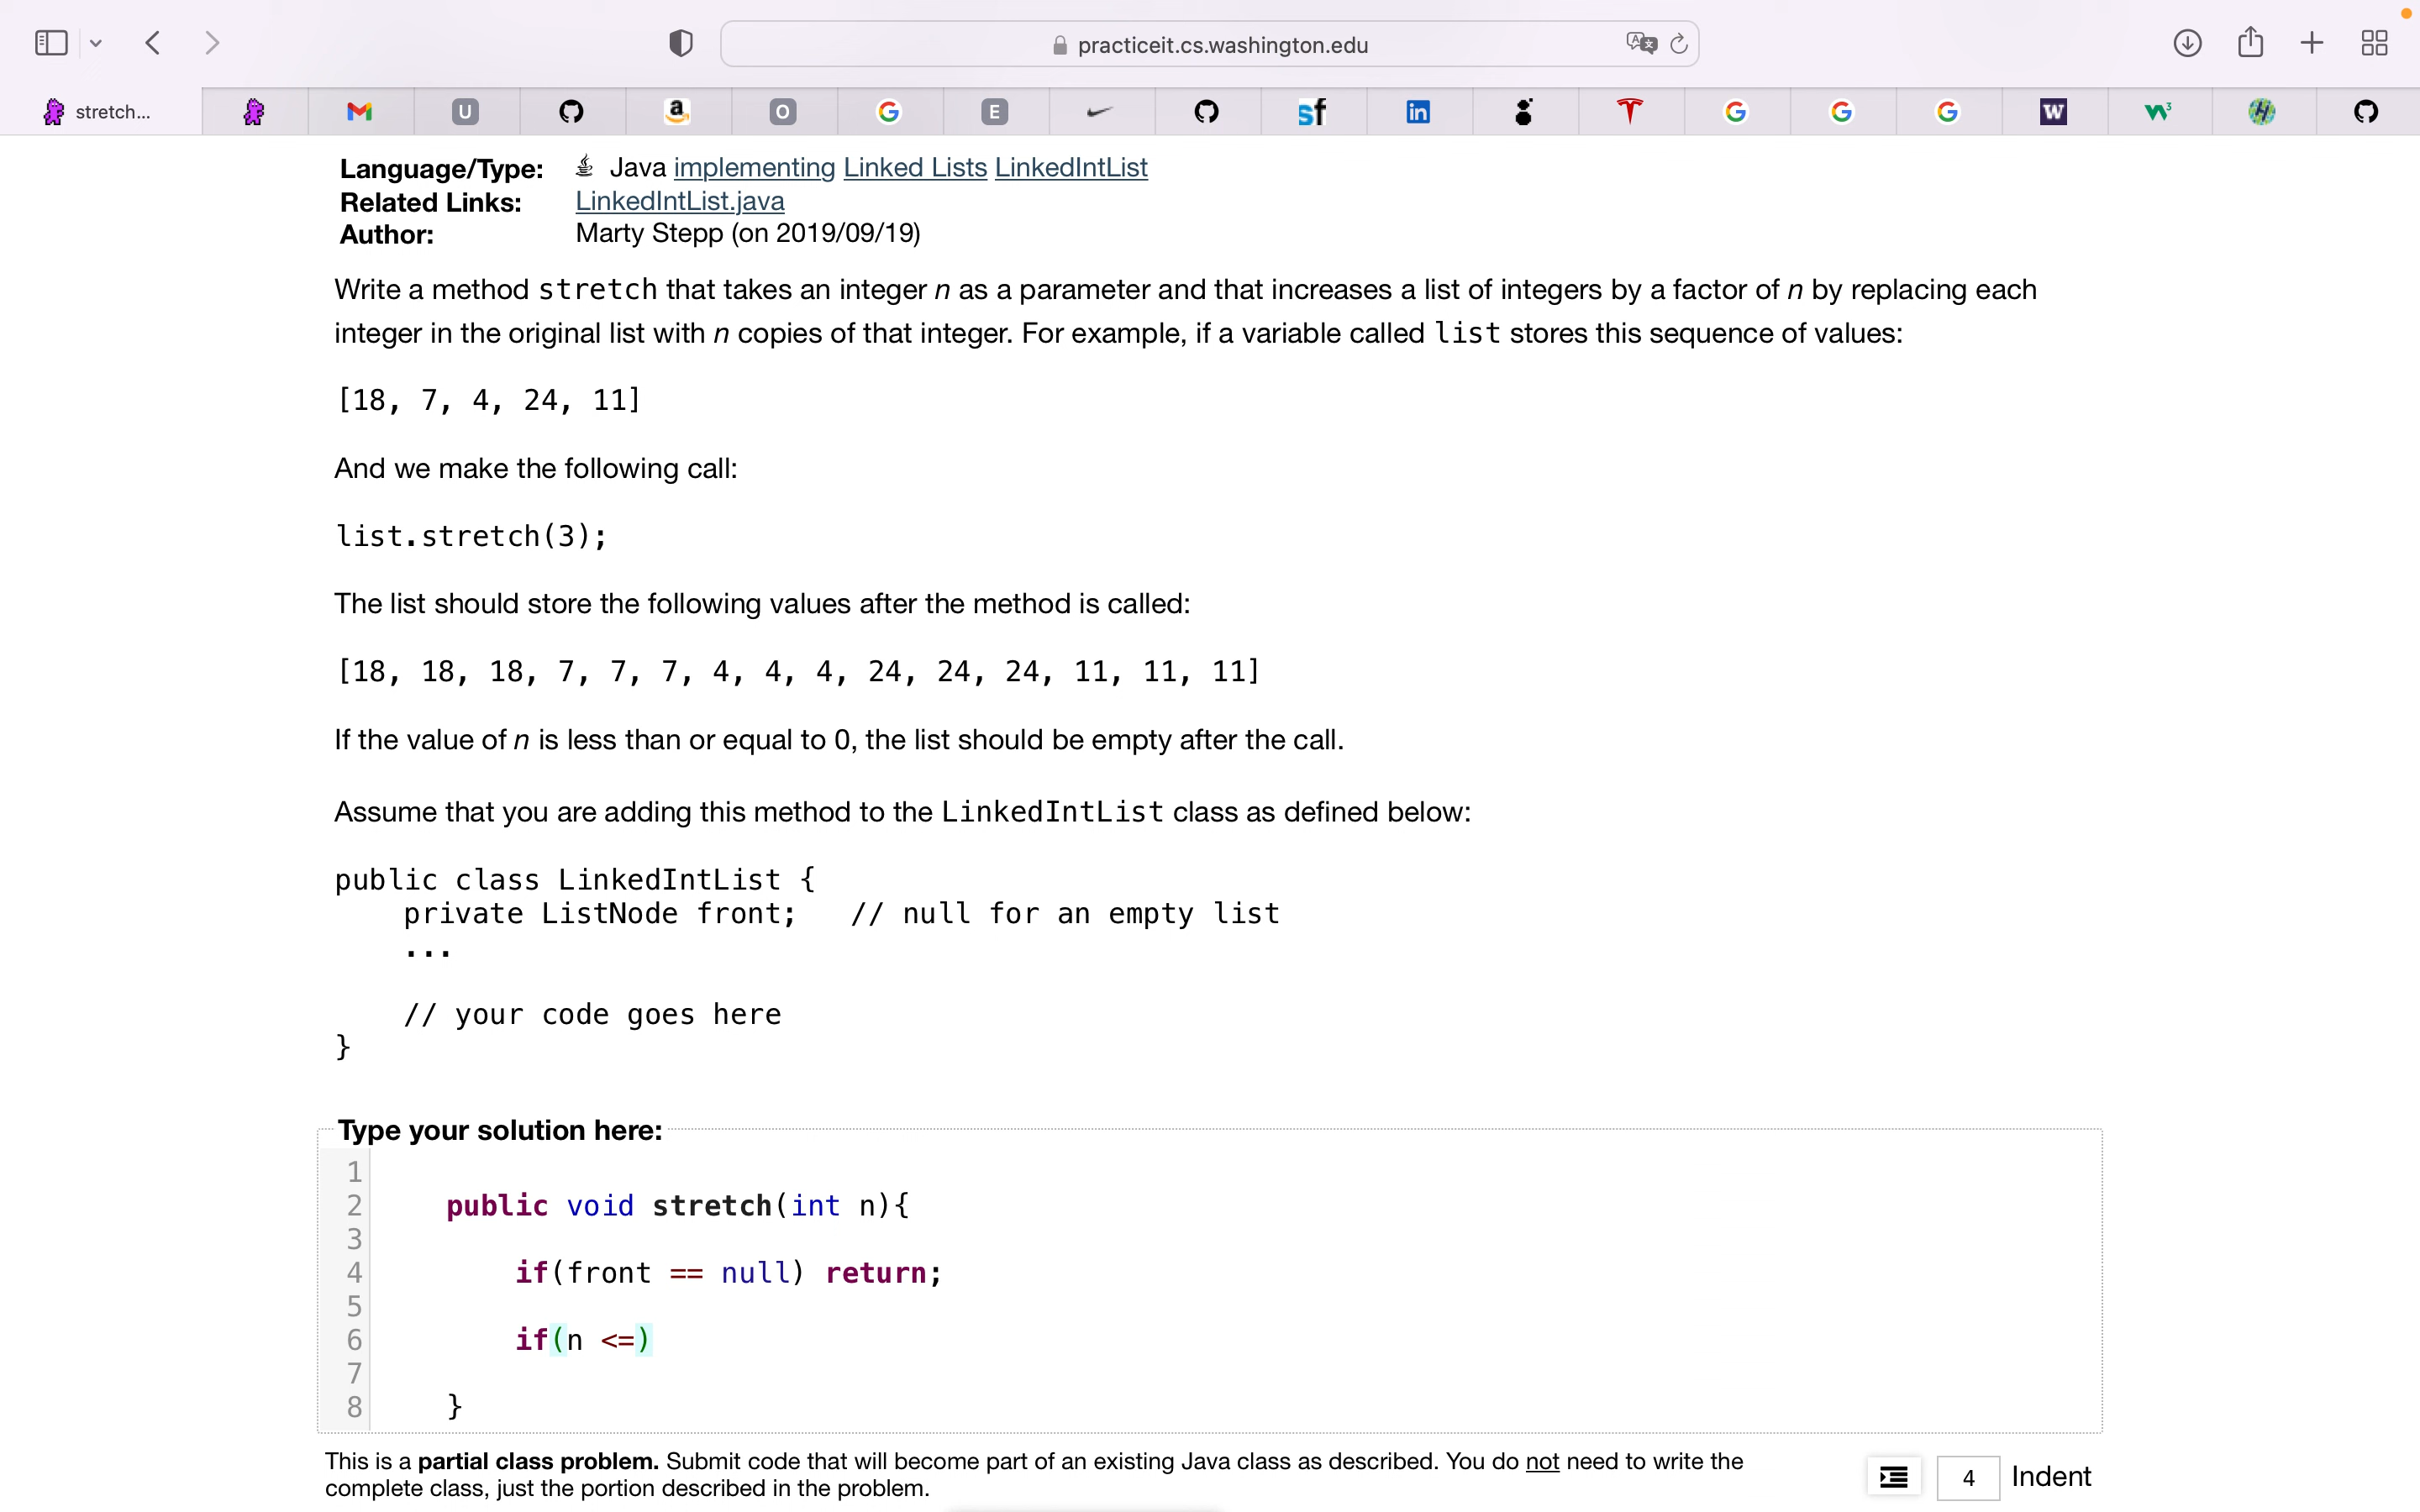 practiceit.cs.washington.edu
stretch... U a O E sf in W W3 H
Language/Type: Java implementing Linked Lists LinkedIntList
Related Links: LinkedIntList.java
Author: Marty Stepp (on 2019/09/19)
Write a method stretch that takes an integer n as a parameter and that increases a list of integers by a factor of n by replacing each
integer in the original list with n copies of that integer. For example, if a variable called list stores this sequence of values:
[18, 7, 4, 24, 11]
And we make the following call:
list.stretch(3);
The list should store the following values after the method is called:
[18, 18, 18, 7, 7, 7, 4, 4, 4, 24, 24, 24, 11, 11, 11]
If the value of n is less than or equal to 0, the list should be empty after the call.
Assume that you are adding this method to the LinkedIntList class as defined below:
public class LinkedIntList {
    private ListNode front;   // null for an empty list
    ...
    // your code goes here
}
Type your solution here:
1
2 public void stretch(int n){
3
4 if(front == null) return;
5
6 if(n <=)
7
8 }
This is a partial class problem. Submit code that will become part of an existing Java class as described. You do not need to write the
complete class, just the portion described in the problem.
4 Indent